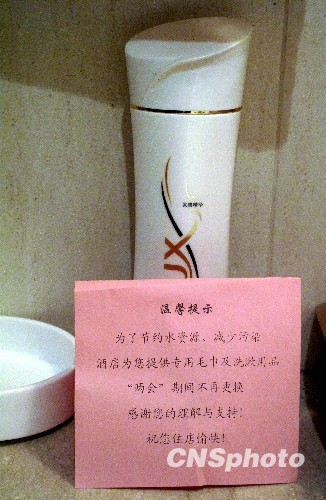 UX
温馨提示
为了节约水资源、减少污染
酒店为您提供专用毛巾及洗漱用品
“两会”期间不再更换
感谢您的理解与支持!
祝您住店愉快!
CNSphoto